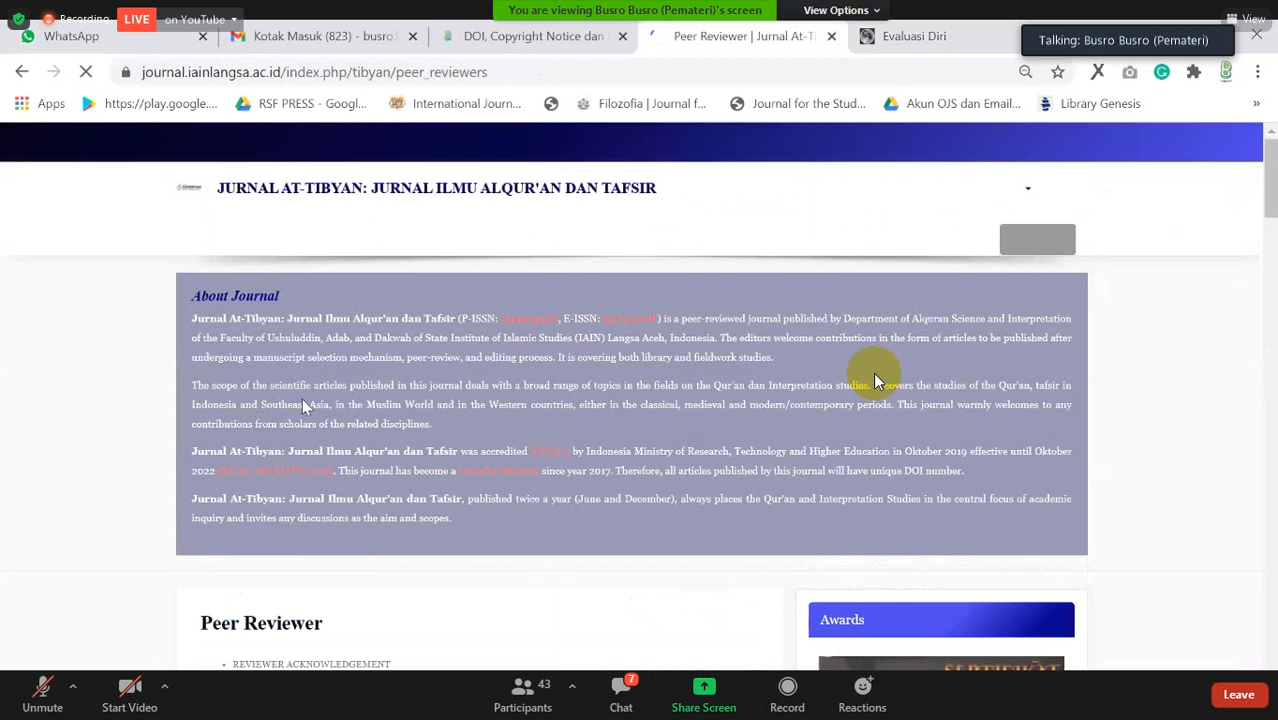 Recording
LIVE on YouTube
You are viewing Busro Busro (Pemateri)'s screen
View Options
View
WhatsApp
Kotak Masuk (823) - busro.
DOI, Copyright Notice dan
Peer Reviewer | Jurnal At-Ti
Evaluasi Diri
Talking: Busro Busro (Pemateri)
journal.iainlangsa.ac.id/index.php/tibyan/peer_reviewers
Apps
https://play.google....
RSF PRESS - Googl...
International Journ...
Filozofia | Journal f...
Journal for the Stud...
Akun OJS dan Email...
Library Genesis
JURNAL AT-TIBYAN: JURNAL ILMU ALQUR'AN DAN TAFSIR
About Journal
Jurnal At-Tibyan: Jurnal Ilmu Alqur'an dan Tafsir (P-ISSN: , E-ISSN: ) is a peer-reviewed journal published by Department of Alquran Science and Interpretation
of the Faculty of Ushuluddin, Adab, and Dakwah of State Institute of Islamic Studies (IAIN) Langsa Aceh, Indonesia. The editors welcome contributions in the form of articles to be published after
undergoing a manuscript selection mechanism, peer-review, and editing process. It is covering both library and fieldwork studies.
The scope of the scientific articles published in this journal deals with a broad range of topics in the fields on the Qur'an dan Interpretation studies. covers the studies of the Qur'an, tafsir in
Indonesia and Southeast Asia, in the Muslim World and in the Western countries, either in the classical, medieval and modern/contemporary periods. This journal warmly welcomes to any
contributions from scholars of the related disciplines.
Jurnal At-Tibyan: Jurnal Ilmu Alqur'an dan Tafsir was accredited by Indonesia Ministry of Research, Technology and Higher Education in Oktober 2019 effective until Oktober
2022 . This journal has become a since year 2017. Therefore, all articles published by this journal will have unique DOI number.
Jurnal At-Tibyan: Jurnal Ilmu Alqur'an dan Tafsir, published twice a year (June and December), always places the Qur'an and Interpretation Studies in the central focus of academic
inquiry and invites any discussions as the aim and scopes.
Peer Reviewer
REVIEWER ACKNOWLEDGEMENT
Awards
Unmute
Start Video
43
Participants
7
Chat
Share Screen
Record
Reactions
Leave